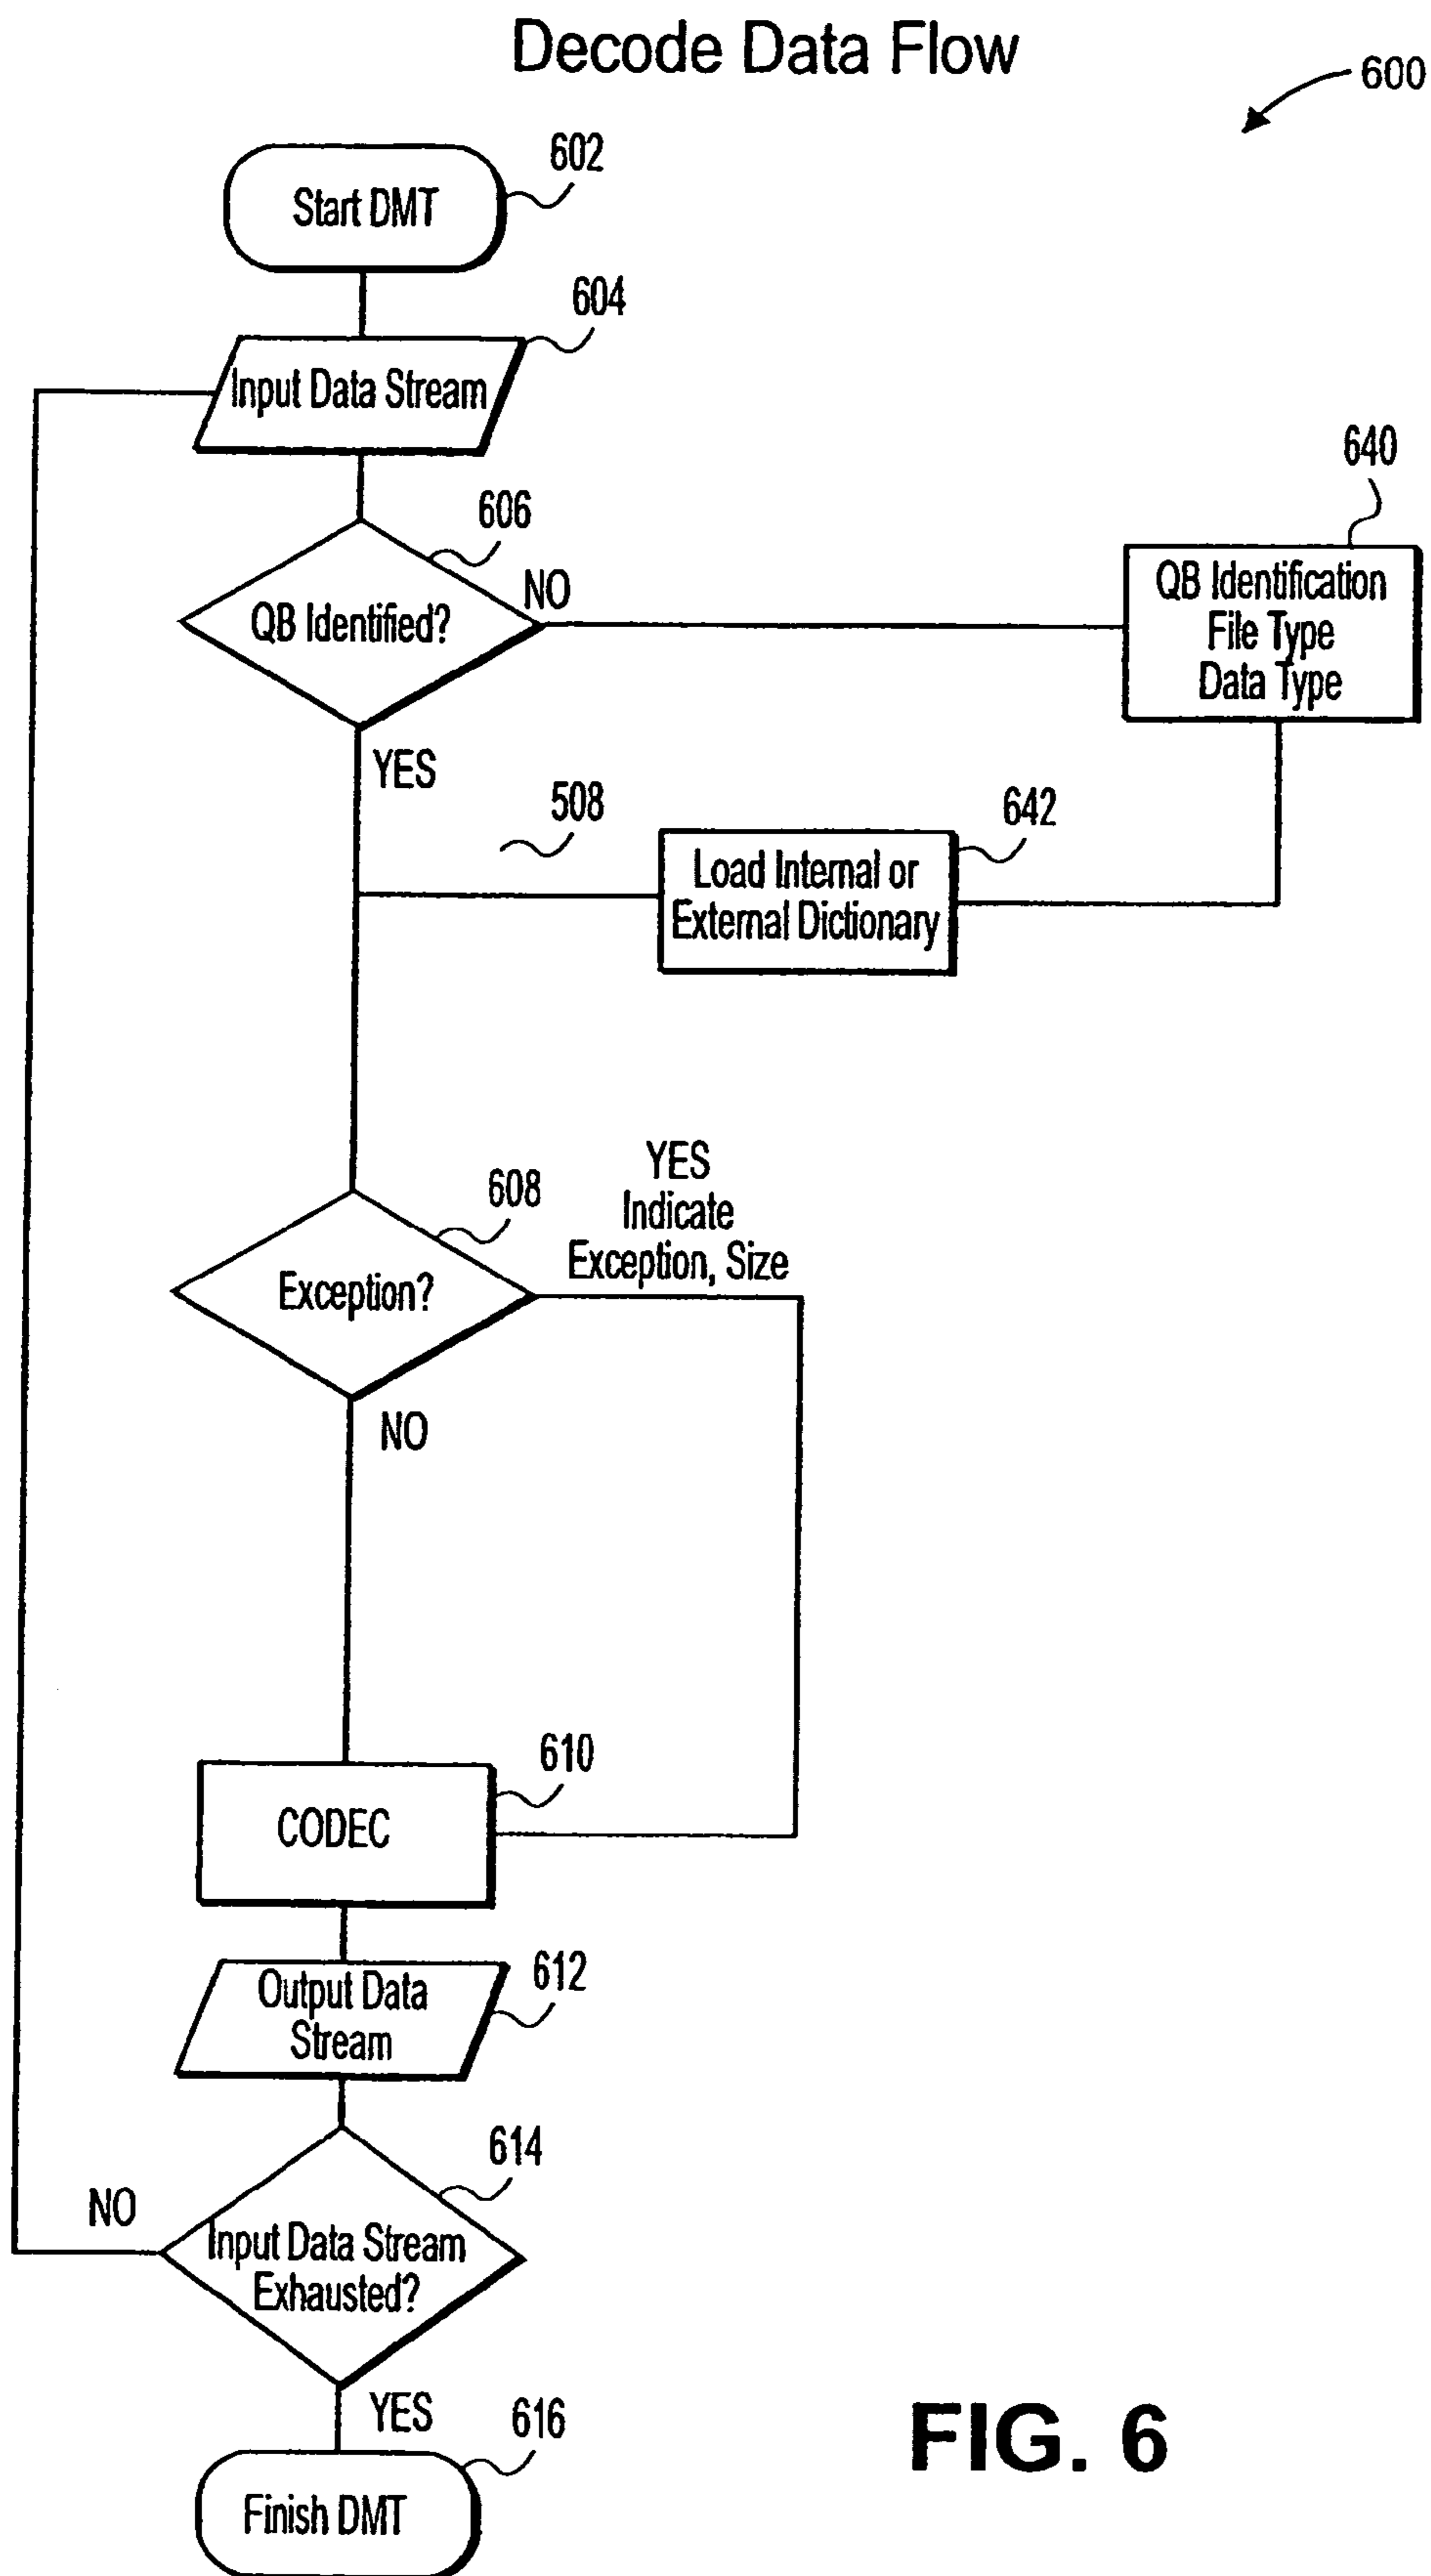 Decode Data Flow
600
602
Start DMT
604
Input Data Stream
606
QB Identified?
NO
640
QB Identification
File Type
Data Type
YES
508
642
Load Internal or
External Dictionary
608
YES
Indicate
Exception, Size
Exception?
NO
610
CODEC
612
Output Data
Stream
614
NO
Input Data Stream
Exhausted?
YES
616
Finish DMT
FIG. 6